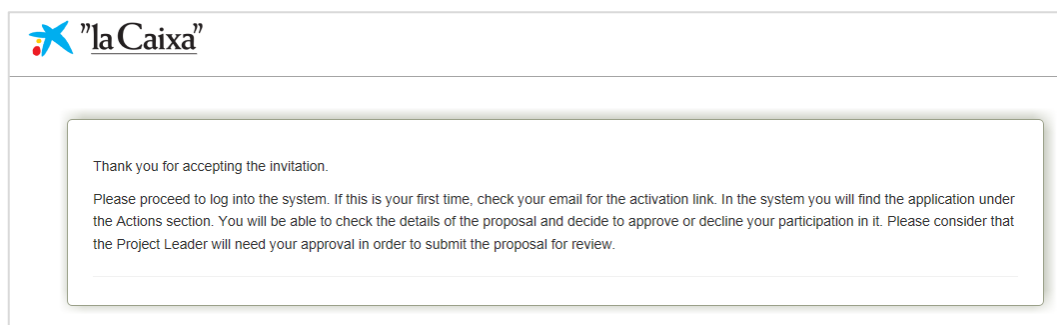 ”la Caixa”
Thank you for accepting the invitation.
Please proceed to log into the system. If this is your first time, check your email for the activation link. In the system you will find the application under
the Actions section. You will be able to check the details of the proposal and decide to approve or decline your participation in it. Please consider that
the Project Leader will need your approval in order to submit the proposal for review.